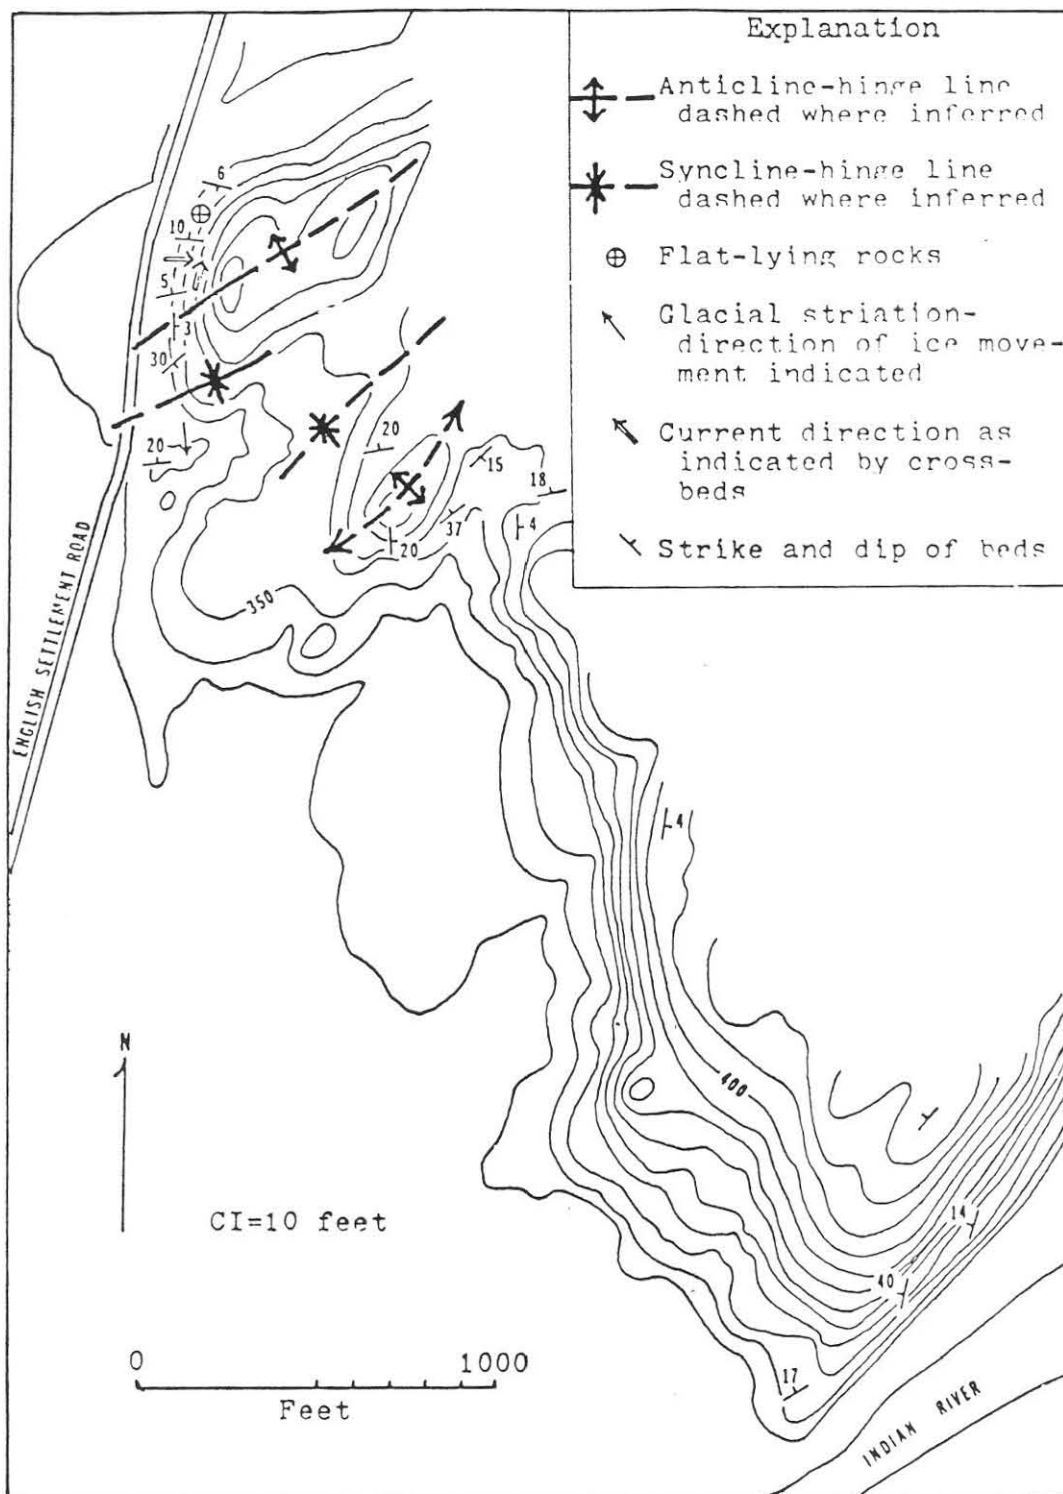 Explanation
Anticline-hinge line
dashed where inferred
Syncline-hinge line
dashed where inferred
Flat-lying rocks
Glacial striation-
direction of ice move-
ment indicated
Current direction as
indicated by cross-
beds
Strike and dip of beds
6
10
5
3
30
20
20
15
18
37
4
20
350
ENGLISH SETTLEMENT ROAD
4
N
400
14
CI=10 feet
40
0 1000
Feet
17
INDIAN RIVER